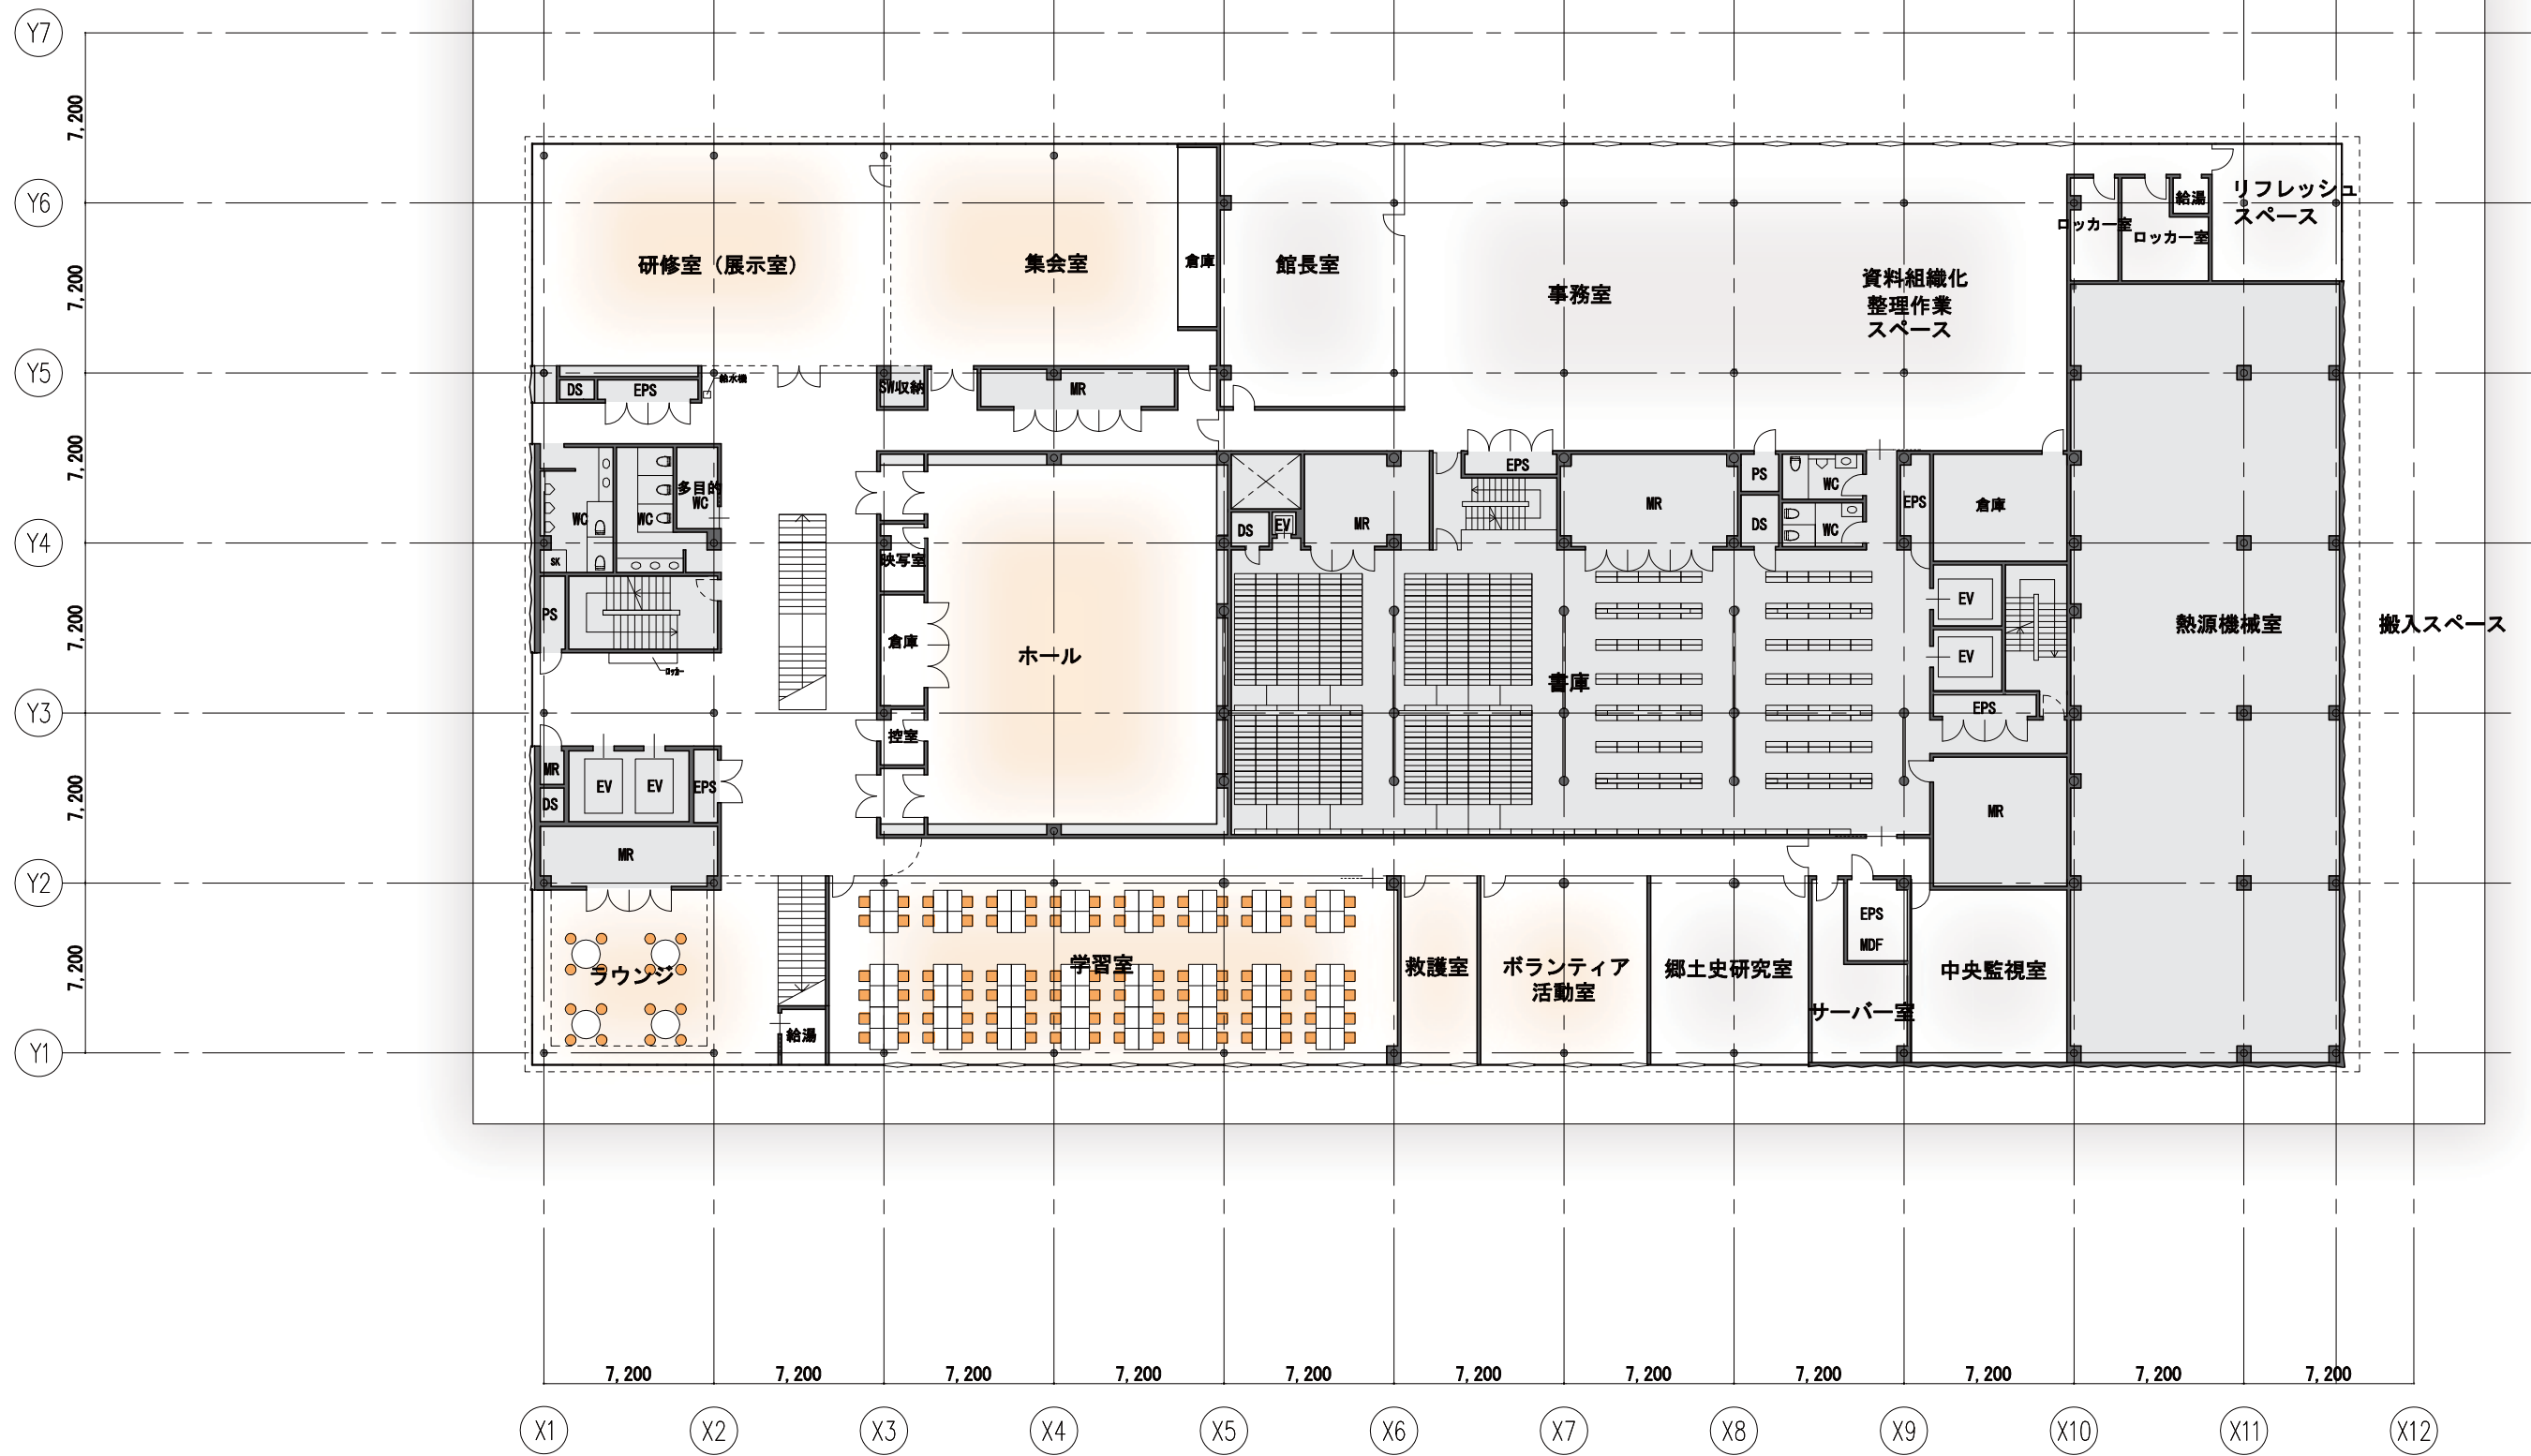 Y7
7,200
Y6
リフレッシュ
スペース
給湯
ロッカー室
ロッカー室
研修室（展示室）
集会室
倉庫
館長室
事務室
資料組織化
整理作業
スペース
7,200
Y5
DS
EPS
給水機
SW収納
MR
7,200
EPS
PS
WC
EPS
倉庫
多目的
WC
WC
WC
MR
MR
DS
EV
DS
WC
Y4
SK
映写室
PS
EV
7,200
倉庫
ホール
熱源機械室
搬入スペース
EV
ロッカー
書庫
Y3
控室
EPS
MR
EV
EV
EPS
DS
7,200
MR
MR
Y2
EPS
MDF
ラウンジ
学習室
救護室
ボランティア
活動室
郷土史研究室
中央監視室
7,200
サーバー室
給湯
Y1
7,200
7,200
7,200
7,200
7,200
7,200
7,200
7,200
7,200
7,200
7,200
X1
X2
X3
X4
X5
X6
X7
X8
X9
X10
X11
X12